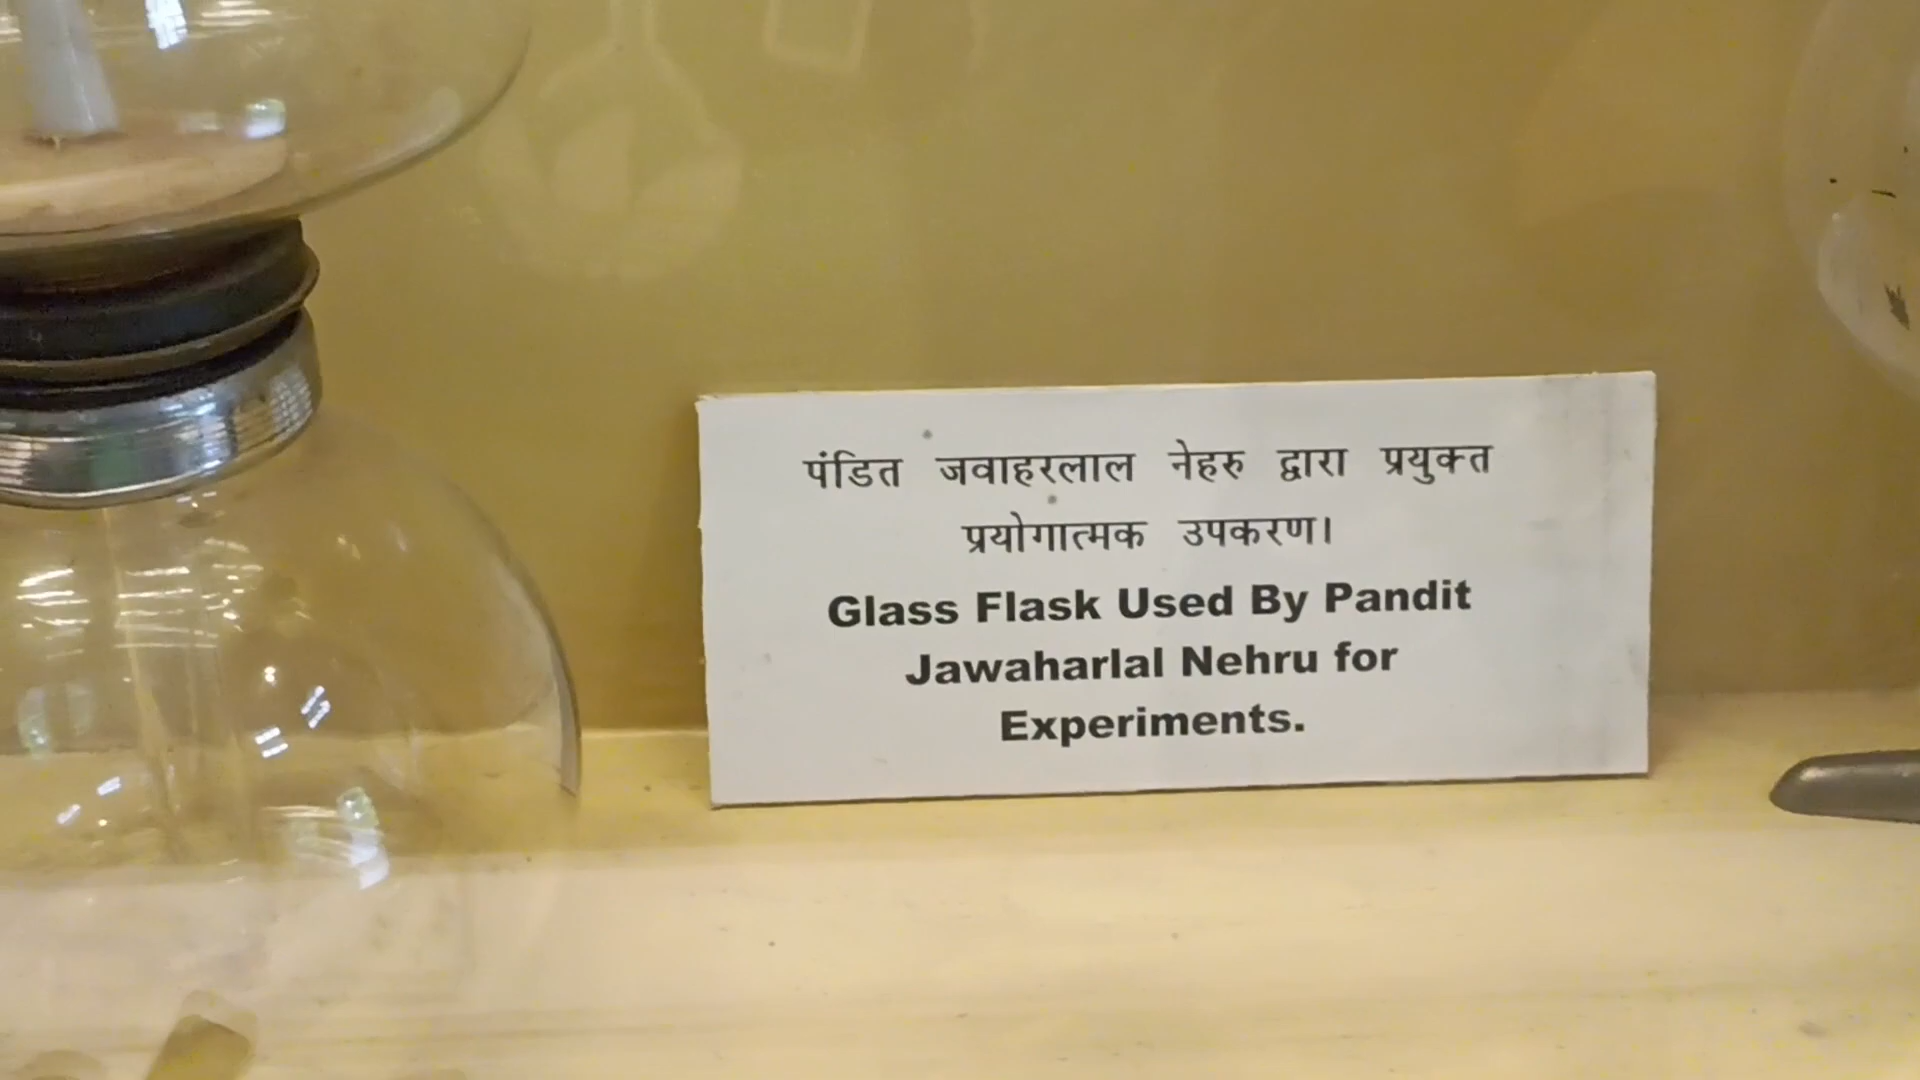 पंडित जवाहरलाल नेहरु द्वारा प्रयुक्त
प्रयोगात्मक उपकरण।
Glass Flask Used By Pandit
Jawaharlal Nehru for
Experiments.